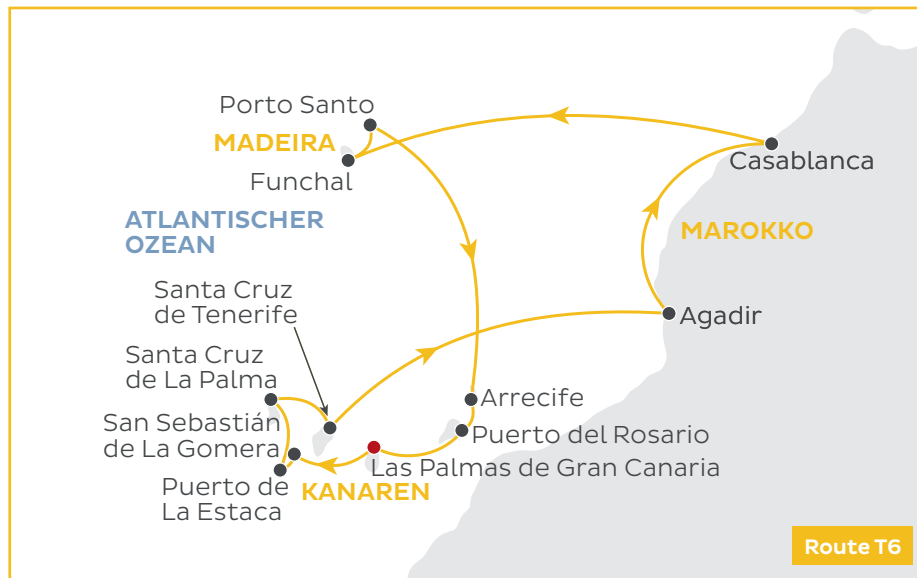 Porto Santo
MADEIRA
Funchal
Casablanca
ATLANTISCHER
OZEAN
MAROKKO
Santa Cruz
de Tenerife
Agadir
Santa Cruz
de La Palma
Arrecife
San Sebastián
de La Gomera
Puerto del Rosario
Las Palmas de Gran Canaria
Puerto de
La Estaca
KANAREN
Route T6